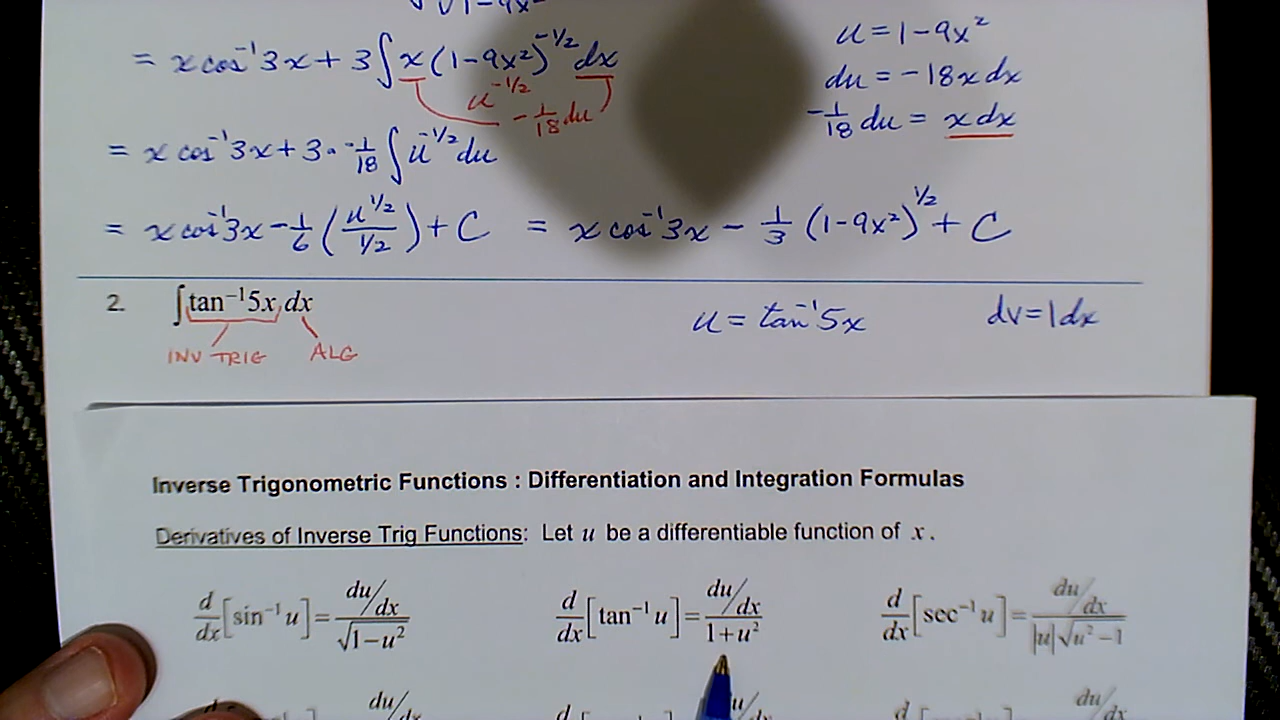 = x cos⁻¹3x + 3∫x(1-9x²)^(-1/2) dx
u = 1-9x²
du = -18x dx
u^(-1/2)
-1/18 du
-1/18 du = x dx
= x cos⁻¹3x + 3 · -1/18 ∫u^(-1/2) du
= x cos⁻¹3x - 1/6 (u^(1/2) / 1/2) + C = x cos⁻¹3x - 1/3 (1-9x²)^(1/2) + C
2. ∫tan⁻¹5x dx
u = tan⁻¹5x
dv = 1dx
INV TRIG
ALG
Inverse Trigonometric Functions : Differentiation and Integration Formulas
Derivatives of Inverse Trig Functions: Let u be a differentiable function of x.
d/dx [sin⁻¹ u] = du/dx / √(1-u²)
d/dx [tan⁻¹ u] = du/dx / (1+u²)
d/dx [sec⁻¹ u] = du/dx / (|u|√(u²-1))